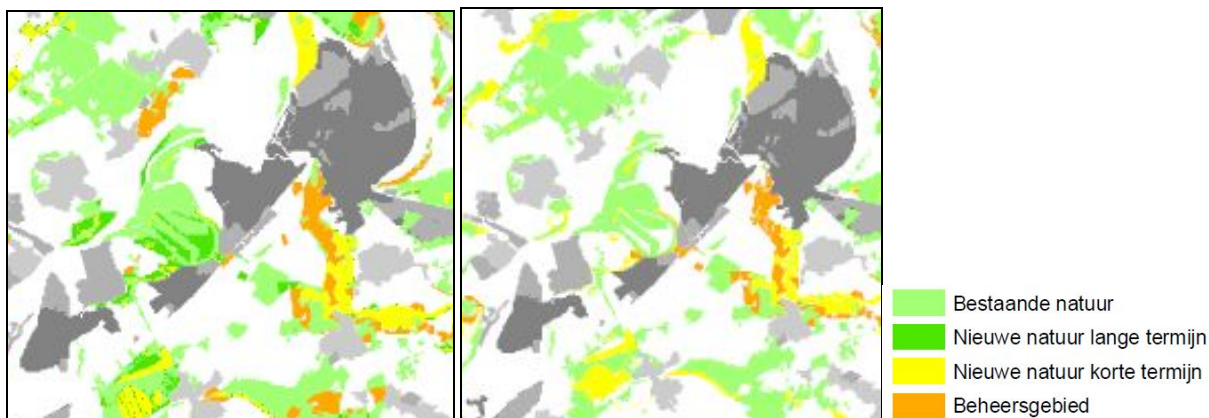 Bestaande natuur
Nieuwe natuur lange termijn
Nieuwe natuur korte termijn
Beheersgebied